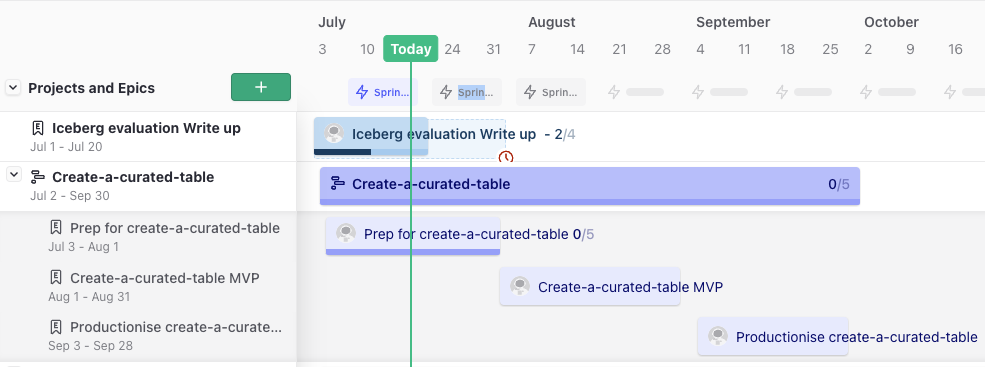 July August September October
3 10 Today 24 31 7 14 21 28 4 11 18 25 2 9 16
Projects and Epics + Sprin... Sprin... Sprin...
Iceberg evaluation Write up
Jul 1 - Jul 20
Iceberg evaluation Write up - 2/4
Create-a-curated-table
Jul 2 - Sep 30
Create-a-curated-table 0/5
Prep for create-a-curated-table
Jul 3 - Aug 1
Prep for create-a-curated-table 0/5
Create-a-curated-table MVP
Aug 1 - Aug 31
Create-a-curated-table MVP
Productionise create-a-curate...
Sep 3 - Sep 28
Productionise create-a-curated-table